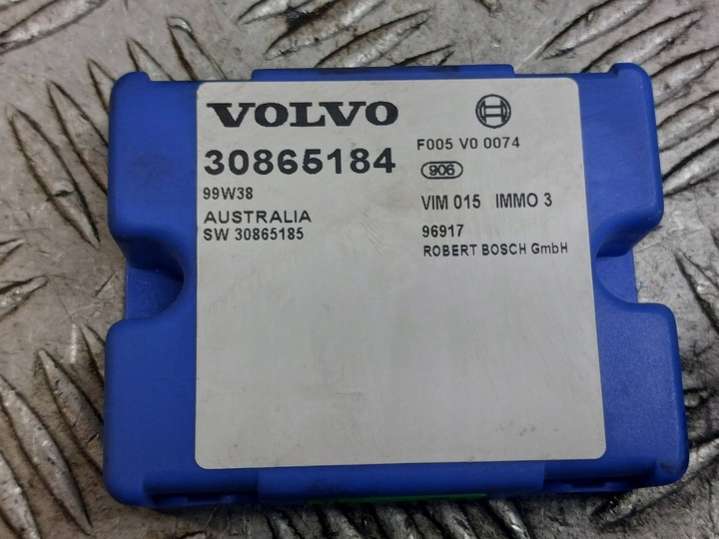 VOLVO
30865184
99W38
AUSTRALIA
SW 30865185
F005 V0 0074
906
VIM 015 IMMO 3
96917
ROBERT BOSCH GmbH